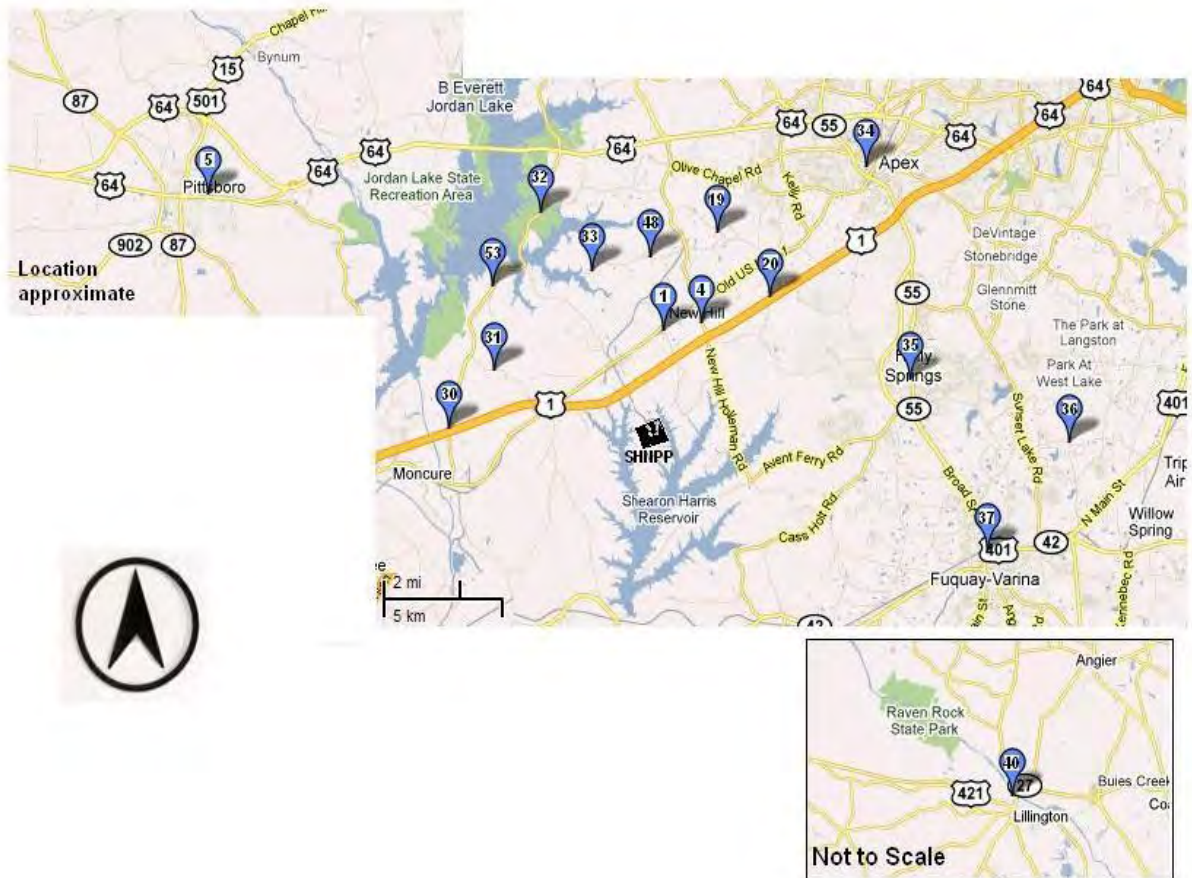 Chapel Hill
Bynum
15
87
64
501
5
Pittsboro
64
64
902
87
Location
approximate
B Everett
Jordan Lake
64
64
64
55
34
Apex
64
64
64
Jordan Lake State
Recreation Area
32
Olive Chapel Rd
Kelly Rd
19
48
33
53
1
DeVintage
Stonebridge
20
Old US
1
4
New Hill
55
Glennmitt
Stone
The Park at
Langston
31
35
Holly
Springs
Park At
West Lake
30
1
New Hill Holleman Rd
55
Sunset Lake Rd
36
401
SHNPP
Moncure
Avent Ferry Rd
Shearon Harris
Reservoir
Cass Holt Rd
Broad St
N Main St
Willow
Spring
37
401
42
Fuquay-Varina
Kennebec Rd
2 mi
5 km
42
Angier
Raven Rock
State Park
40
27
421
Buies Creek
Lillington
Not to Scale